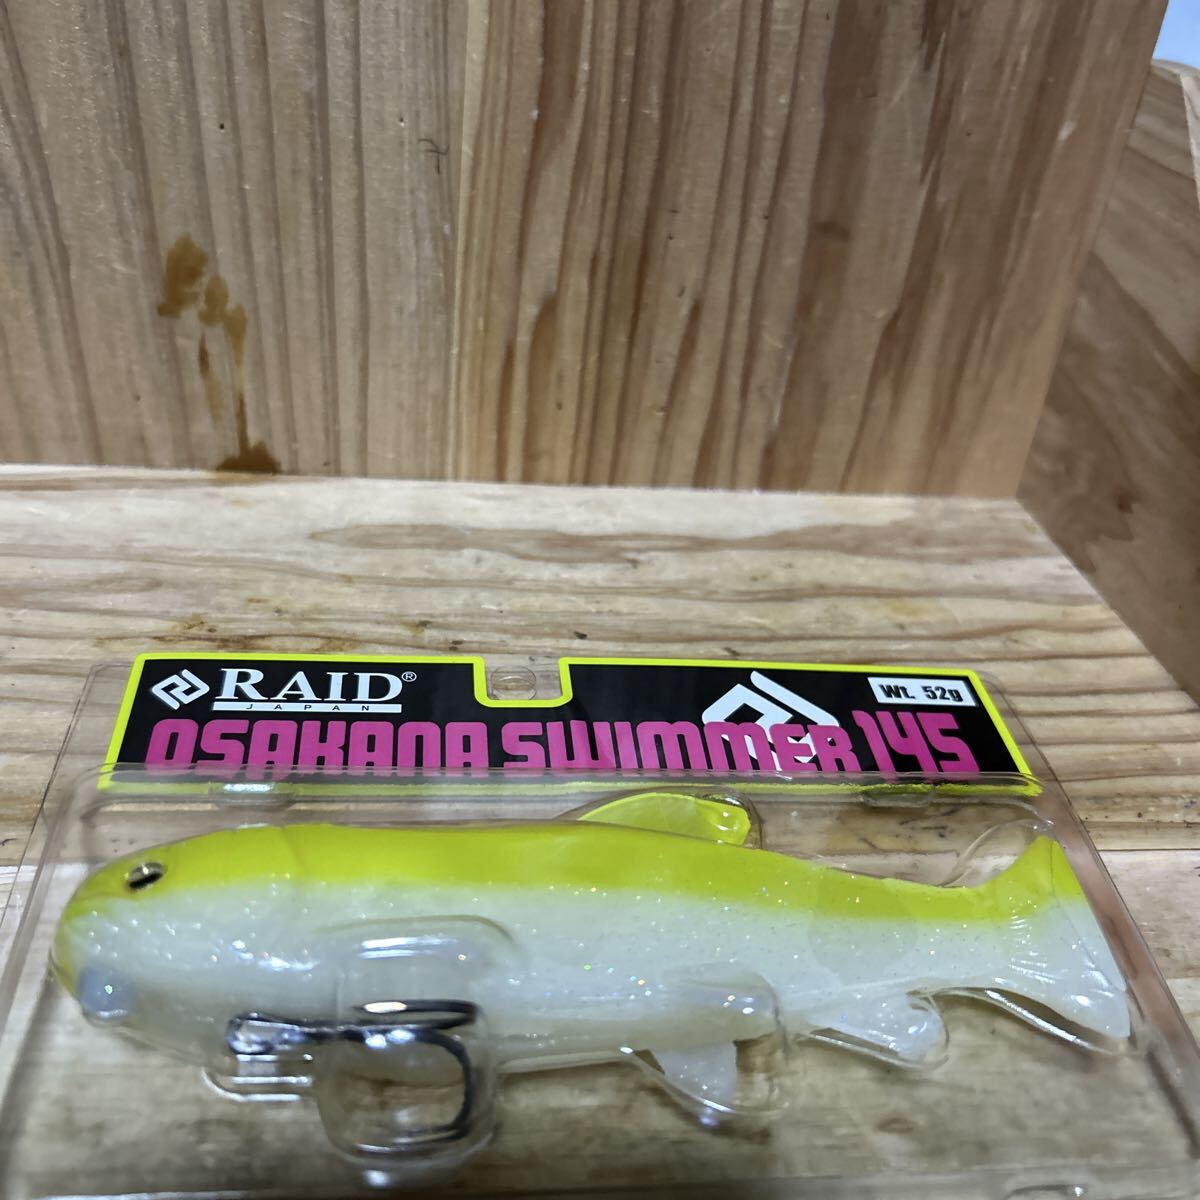 RAID®
JAPAN
Wt. 52g
OSAKANA SWIMMER 145